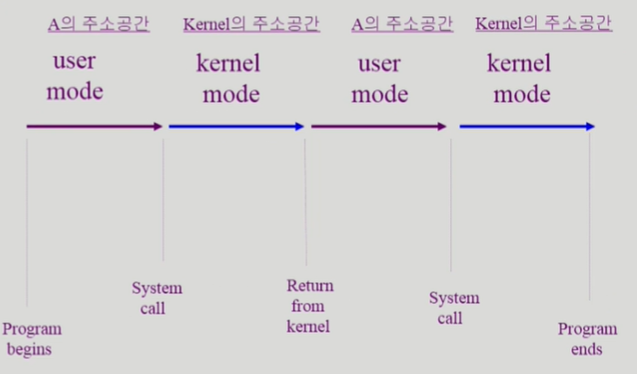 A의 주소공간
Kernel의 주소공간
A의 주소공간
Kernel의 주소공간
user
mode
kernel
mode
user
mode
kernel
mode
System
call
Return
from
kernel
System
call
Program
begins
Program
ends